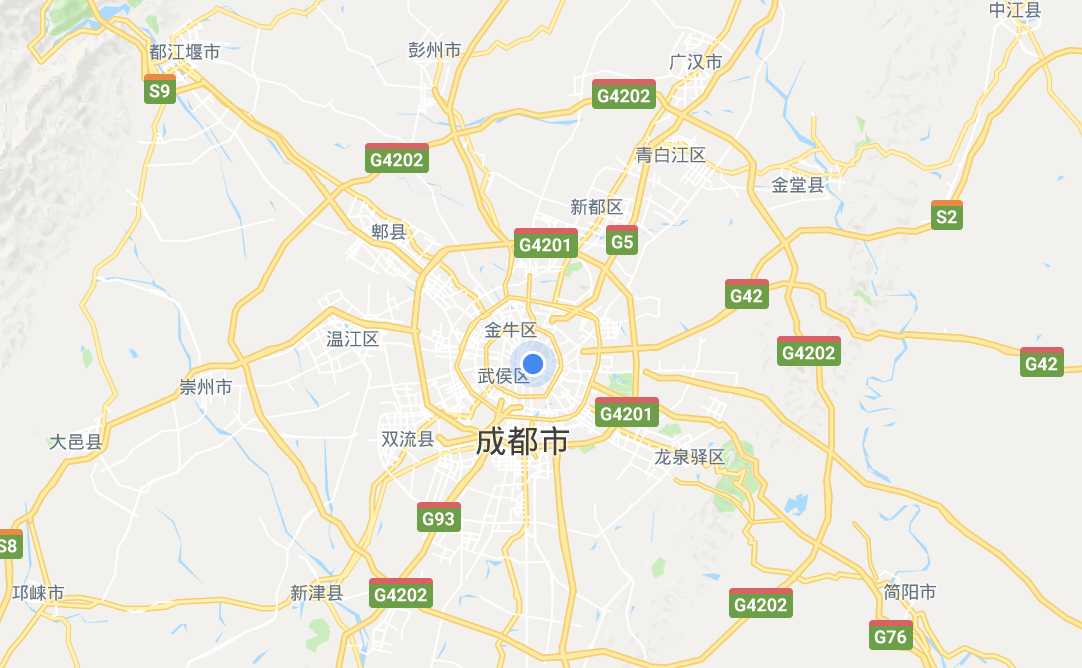 中江县
都江堰市
彭州市
广汉市
S9
G4202
G4202
青白江区
金堂县
新都区
S2
郫县
G4201
G5
G42
金牛区
温江区
G4202
G42
武侯区
崇州市
G4201
大邑县
双流县
成都市
龙泉驿区
G93
S8
邛崃市
新津县
G4202
简阳市
G4202
G76